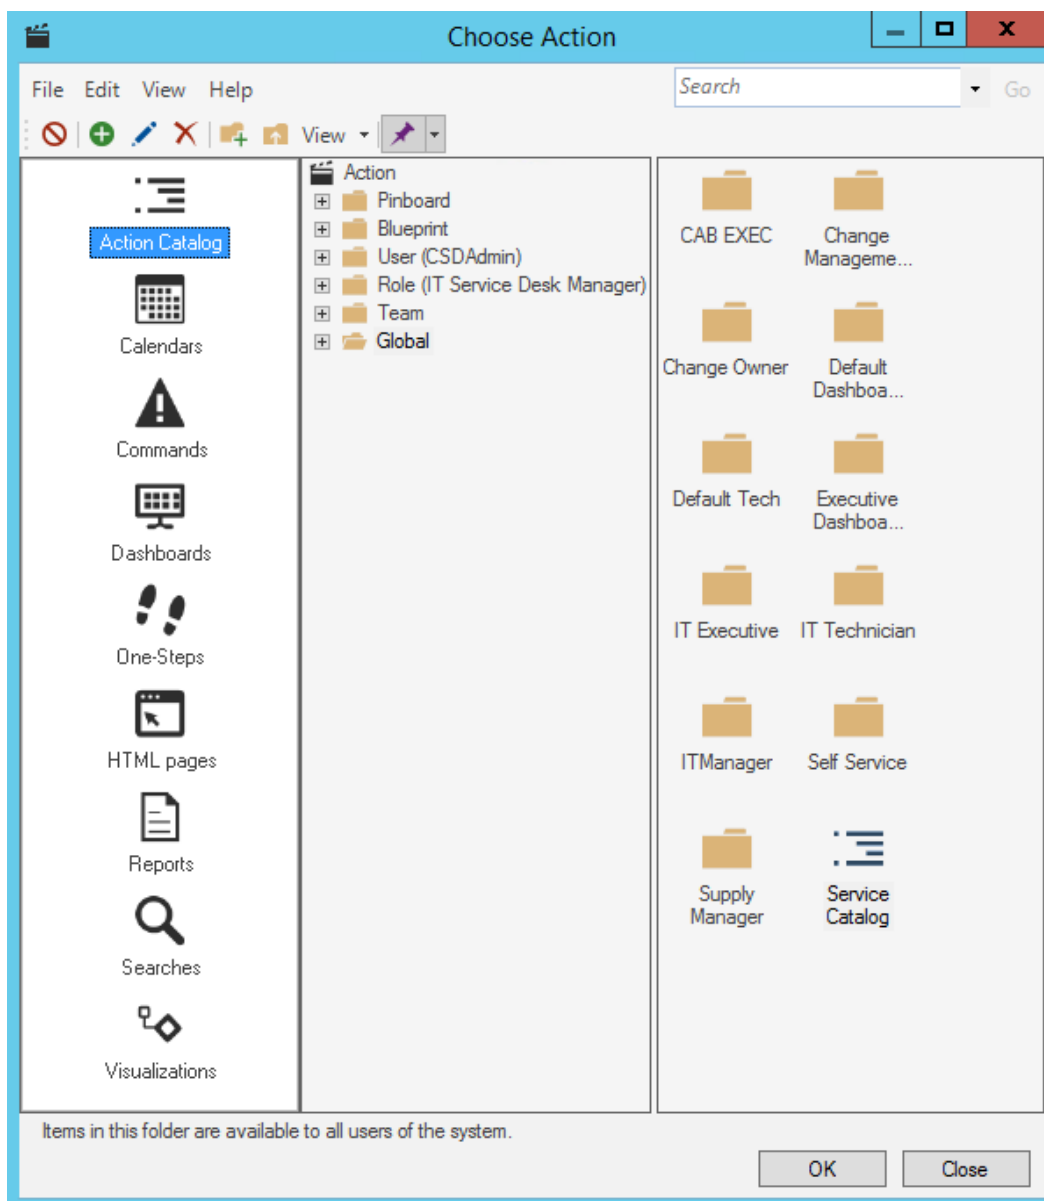 Choose Action
File Edit View Help
Search
Go
View
Action Catalog
Calendars
Commands
Dashboards
One-Steps
HTML pages
Reports
Searches
Visualizations
Action
Pinboard
Blueprint
User (CSDAdmin)
Role (IT Service Desk Manager)
Team
Global
CAB EXEC
Change
Manageme...
Change Owner
Default
Dashboa...
Default Tech
Executive
Dashboa...
IT Executive
IT Technician
ITManager
Self Service
Supply
Manager
Service
Catalog
Items in this folder are available to all users of the system.
OK
Close